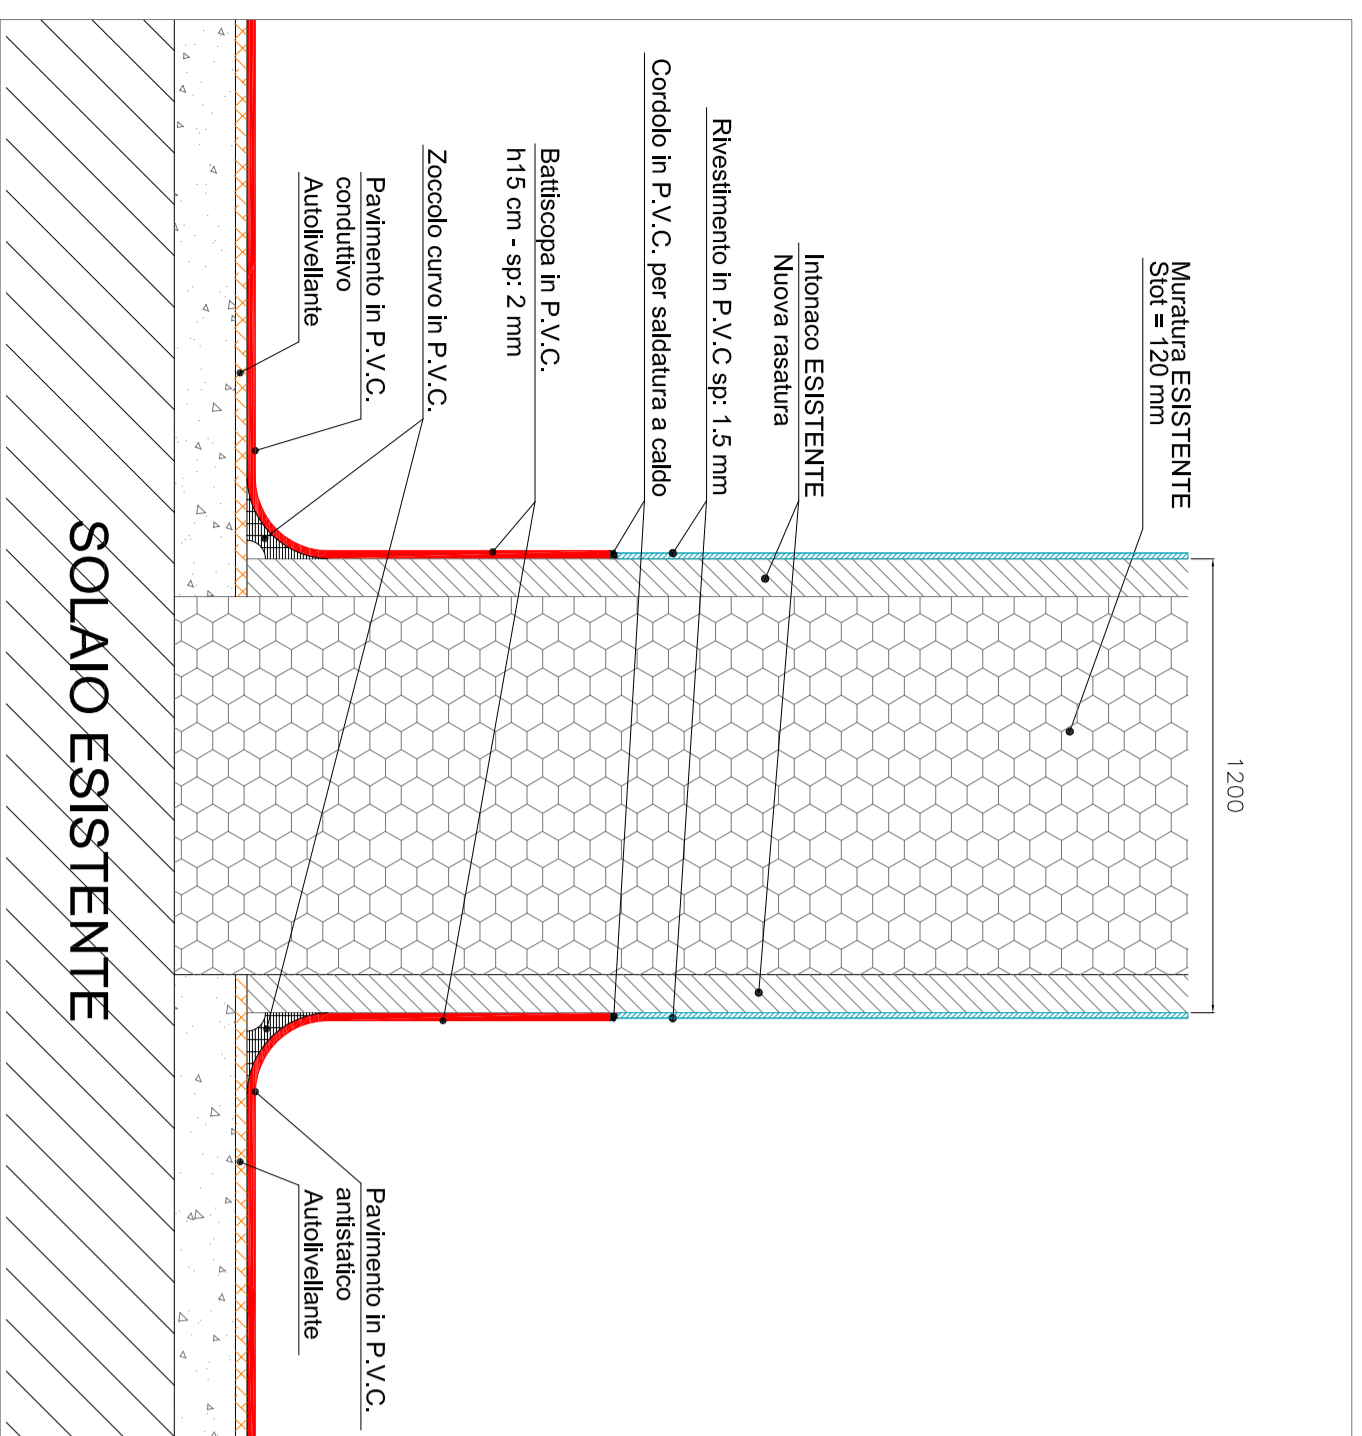 1200
Muratura ESISTENTE
Stot = 120 mm
Intonaco ESISTENTE
Nuova rasatura
Rivestimento in P.V.C sp: 1.5 mm
Cordolo in P.V.C. per saldatura a caldo
Battiscopa in P.V.C.
h15 cm - sp: 2 mm
Zoccolo curvo in P.V.C.
Pavimento in P.V.C.
conduttivo
Autolivellante
Pavimento in P.V.C.
antistatico
Autolivellante
SOLAIO ESISTENTE